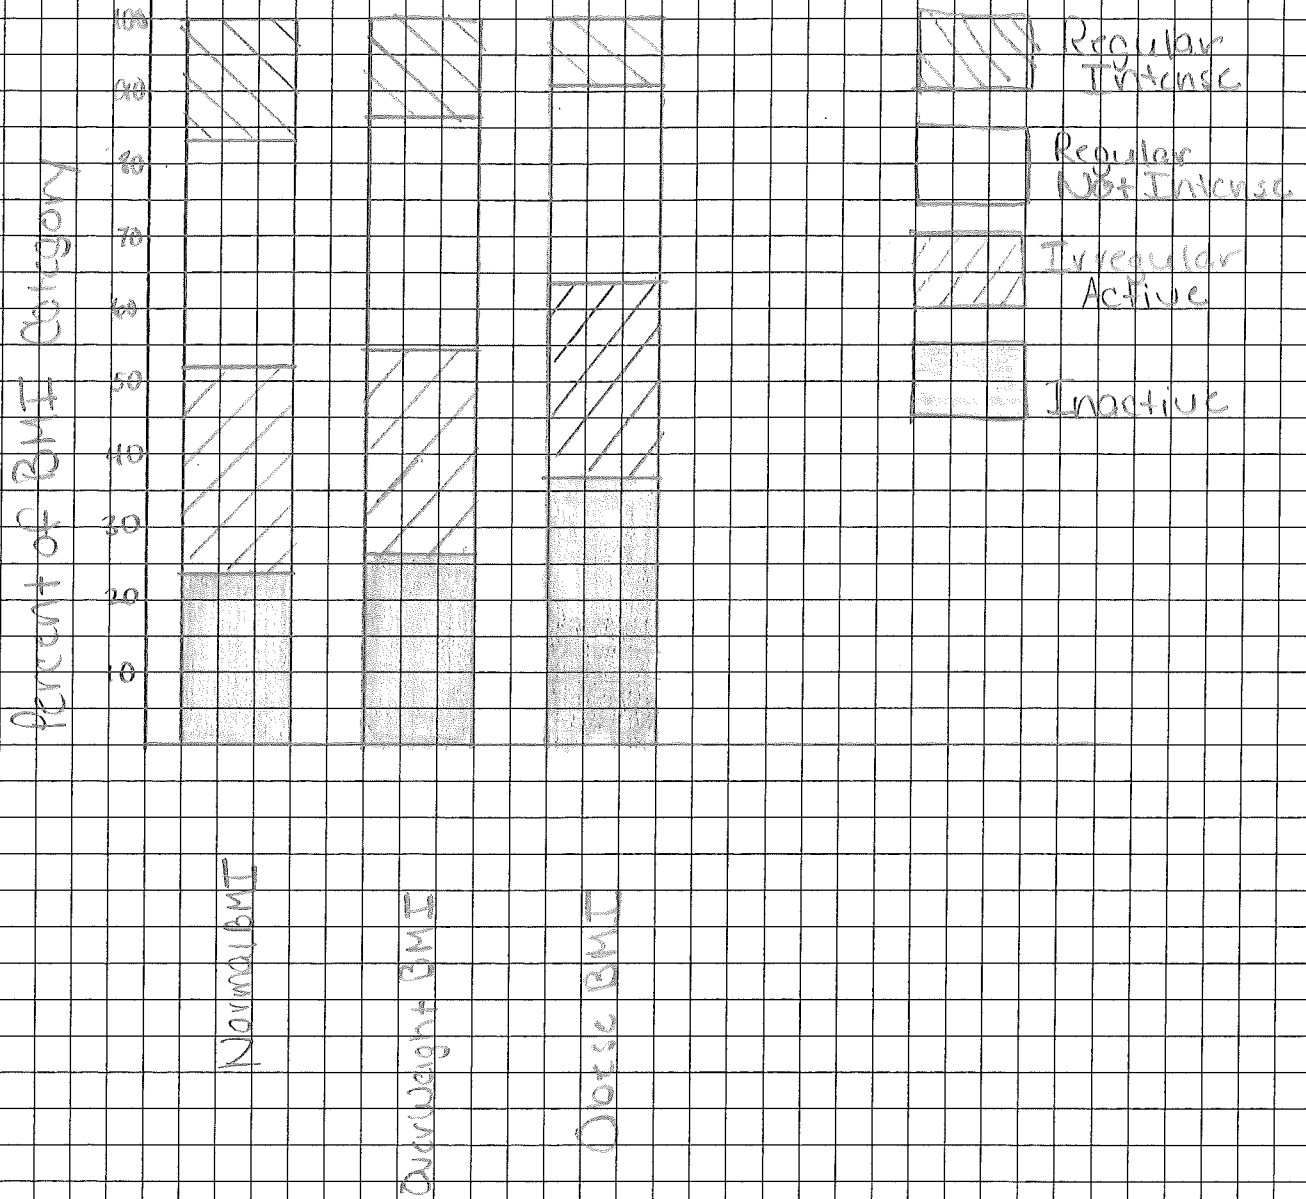 Percent of BMI Category
100
90
80
70
60
50
40
30
20
10
Normal BMI
Overweight BMI
Obese BMI
Regular
Intense
Regular
Not Intense
Irregular
Active
Inactive